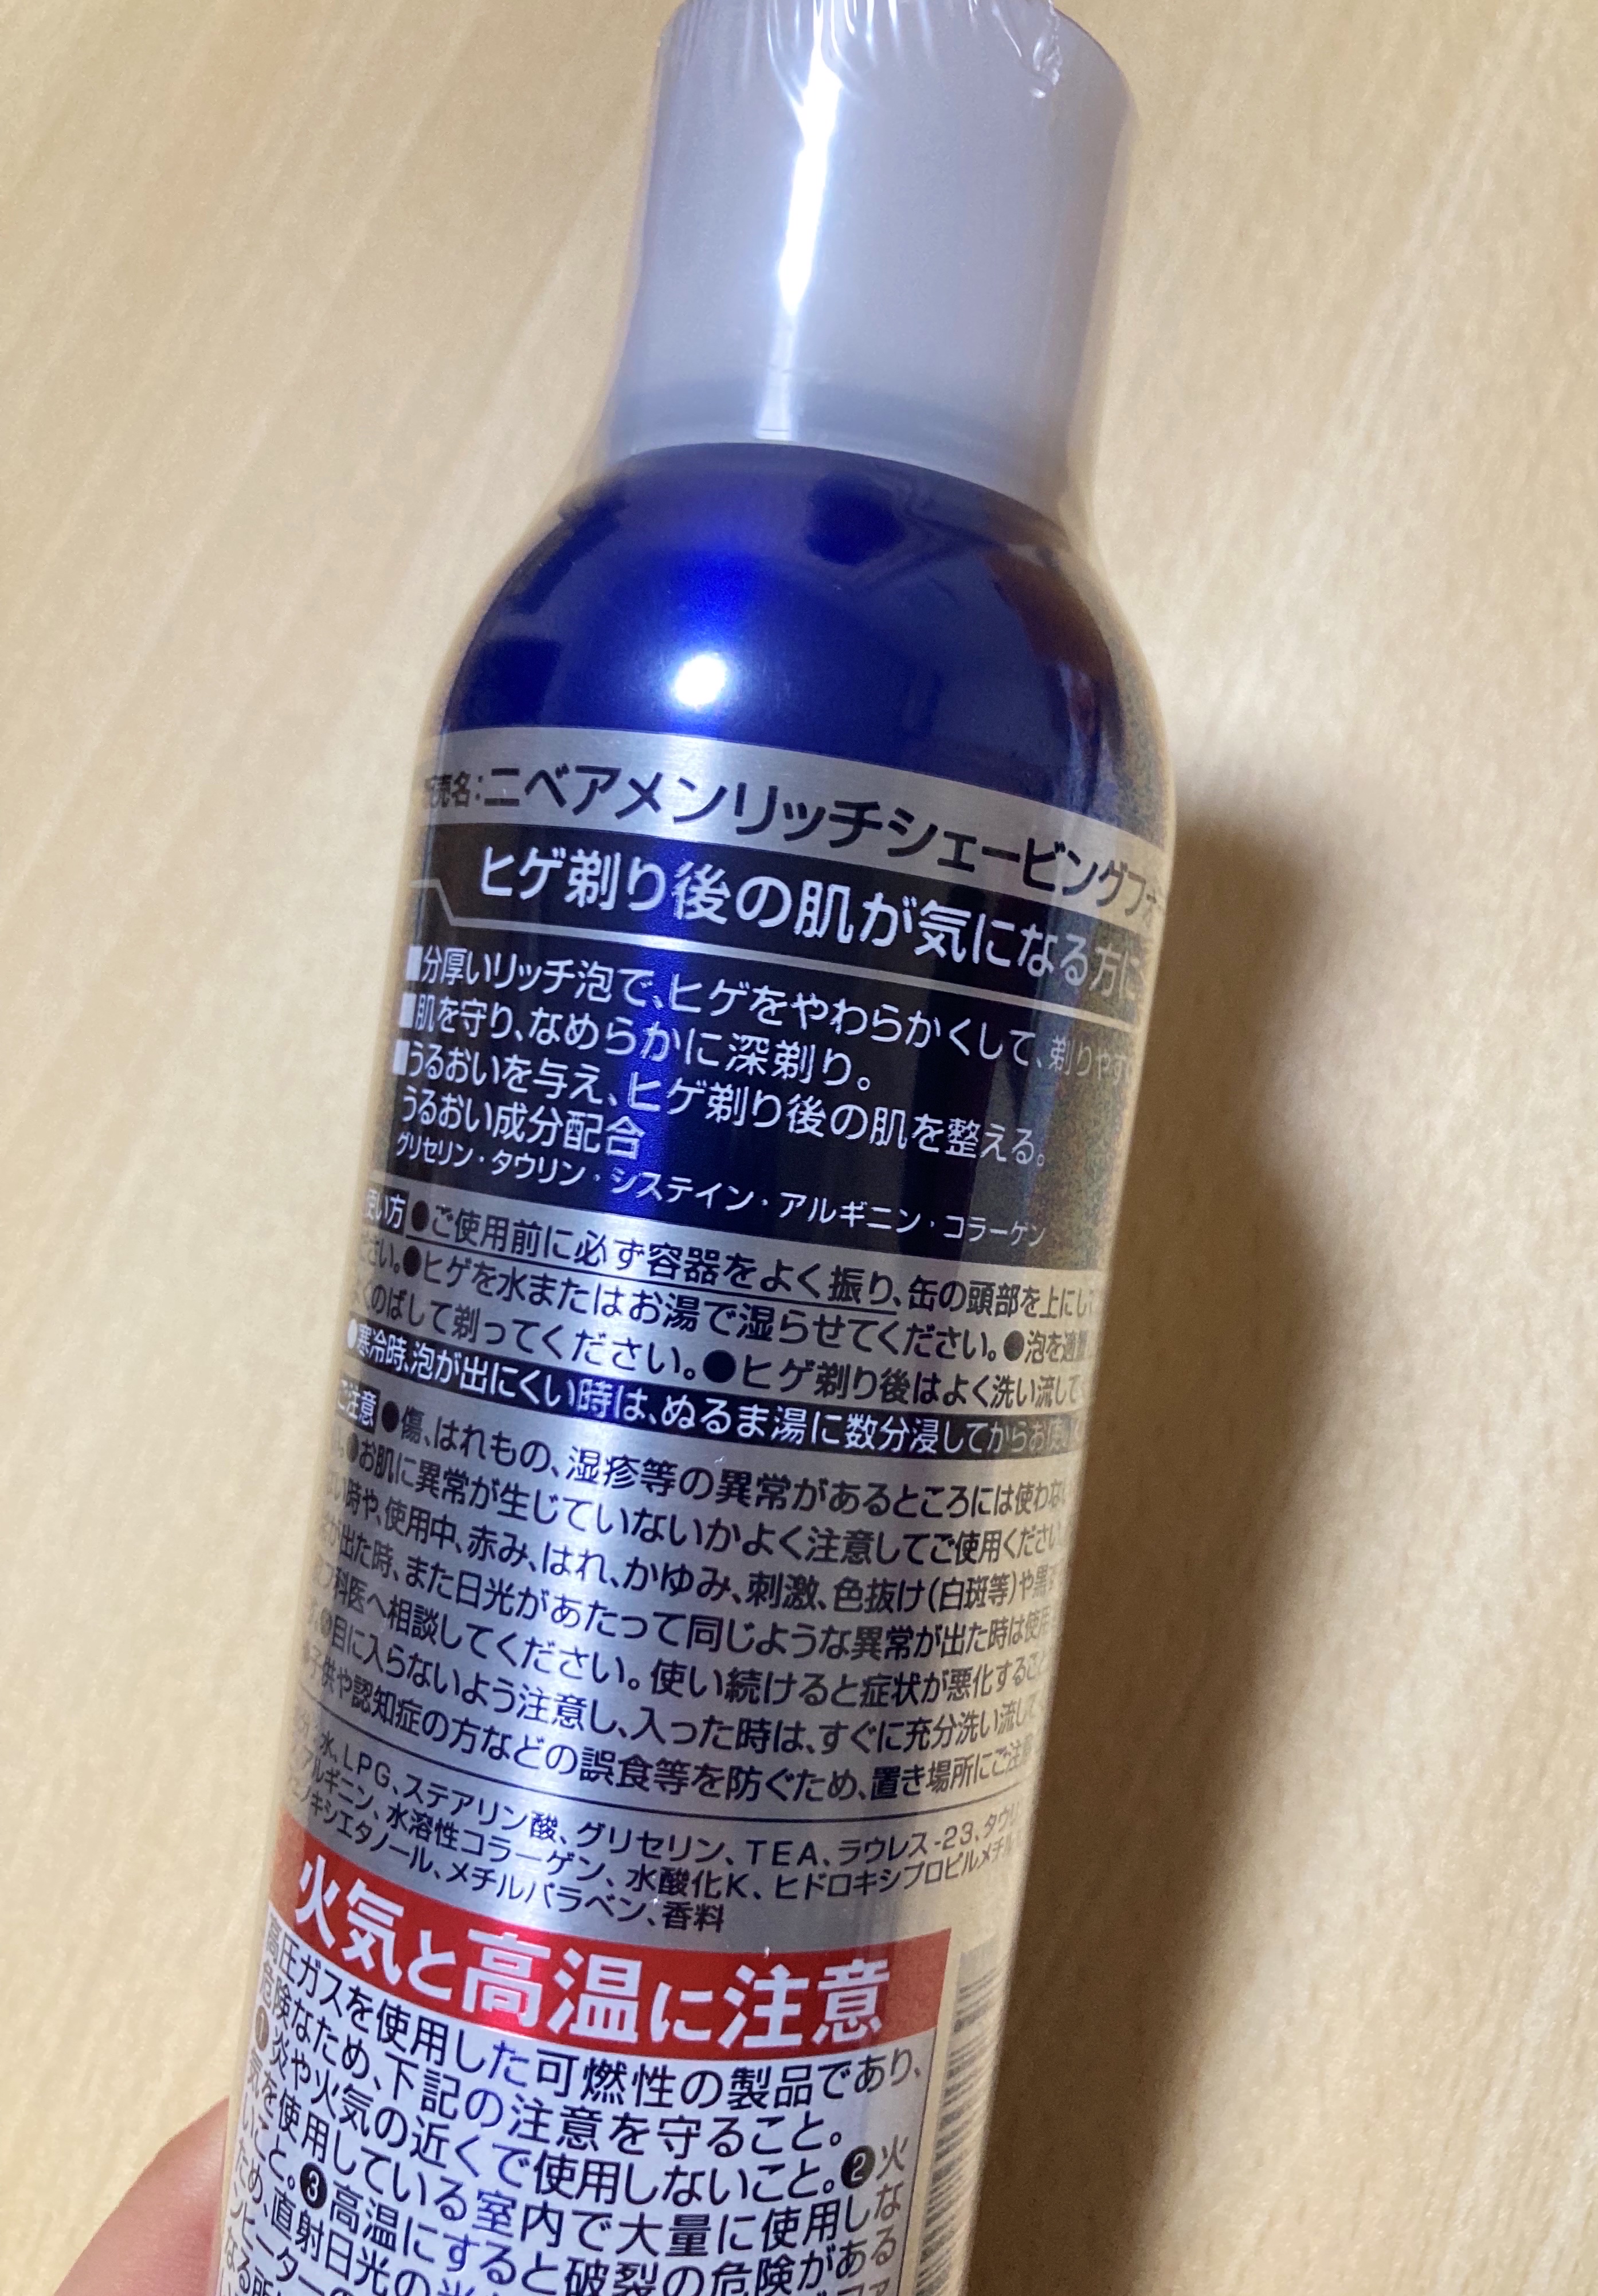 売名：ニベアメンリッチシェービングフォ
ヒゲ剃り後の肌が気になる方に
■分厚いリッチ泡で、ヒゲをやわらかくして、剃りやす
■肌を守り、なめらかに深剃り。
■うるおいを与え、ヒゲ剃り後の肌を整える。
うるおい成分配合
グリセリン・タウリン・システイン・アルギニン・コラーゲン
使い方 ●ご使用前に必ず容器をよく振り、缶の頭部を上にし
ださい。●ヒゲを水またはお湯で湿らせてください。●泡を適量
よくのばして剃ってください。●ヒゲ剃り後はよく洗い流して
●寒冷時、泡が出にくい時は、ぬるま湯に数分浸してからお使い
ご注意 ●傷、はれもの、湿疹等の異常があるところには使わな
●お肌に異常が生じていないかよく注意してご使用ください
い時や、使用中、赤み、はれ、かゆみ、刺激、色抜け(白斑等)や黒
が出た時、また日光があたって同じような異常が出た時は使用
科医へ相談してください。使い続けると症状が悪化するこ
●目に入らないよう注意し、入った時は、すぐに充分洗い流し
子供や認知症の方などの誤食等を防ぐため、置き場所にご注
水、LPG、ステアリン酸、グリセリン、TEA、ラウレス-23、タウリ
アルギニン、水溶性コラーゲン、水酸化K、ヒドロキシプロピルメチル
ノキシエタノール、メチルパラベン、香料
火気と高温に注意
高圧ガスを使用した可燃性の製品であり、
危険なため、下記の注意を守ること。
❶炎や火気の近くで使用しないこと。❷火
気を使用している室内で大量に使用しな
いこと。❸高温にすると破裂の危険がある
ため、直射日光の